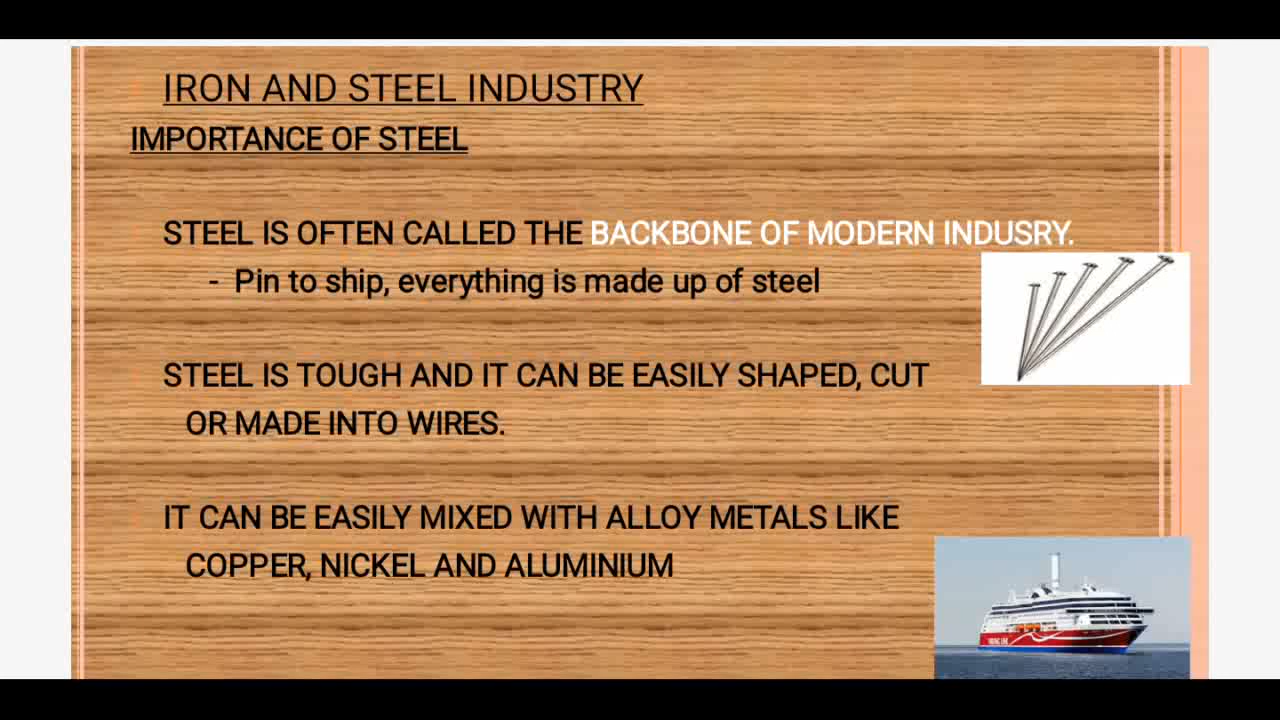 IRON AND STEEL INDUSTRY
IMPORTANCE OF STEEL
STEEL IS OFTEN CALLED THE BACKBONE OF MODERN INDUSRY.
- Pin to ship, everything is made up of steel
STEEL IS TOUGH AND IT CAN BE EASILY SHAPED, CUT
OR MADE INTO WIRES.
IT CAN BE EASILY MIXED WITH ALLOY METALS LIKE
COPPER, NICKEL AND ALUMINIUM
VIKING LINE